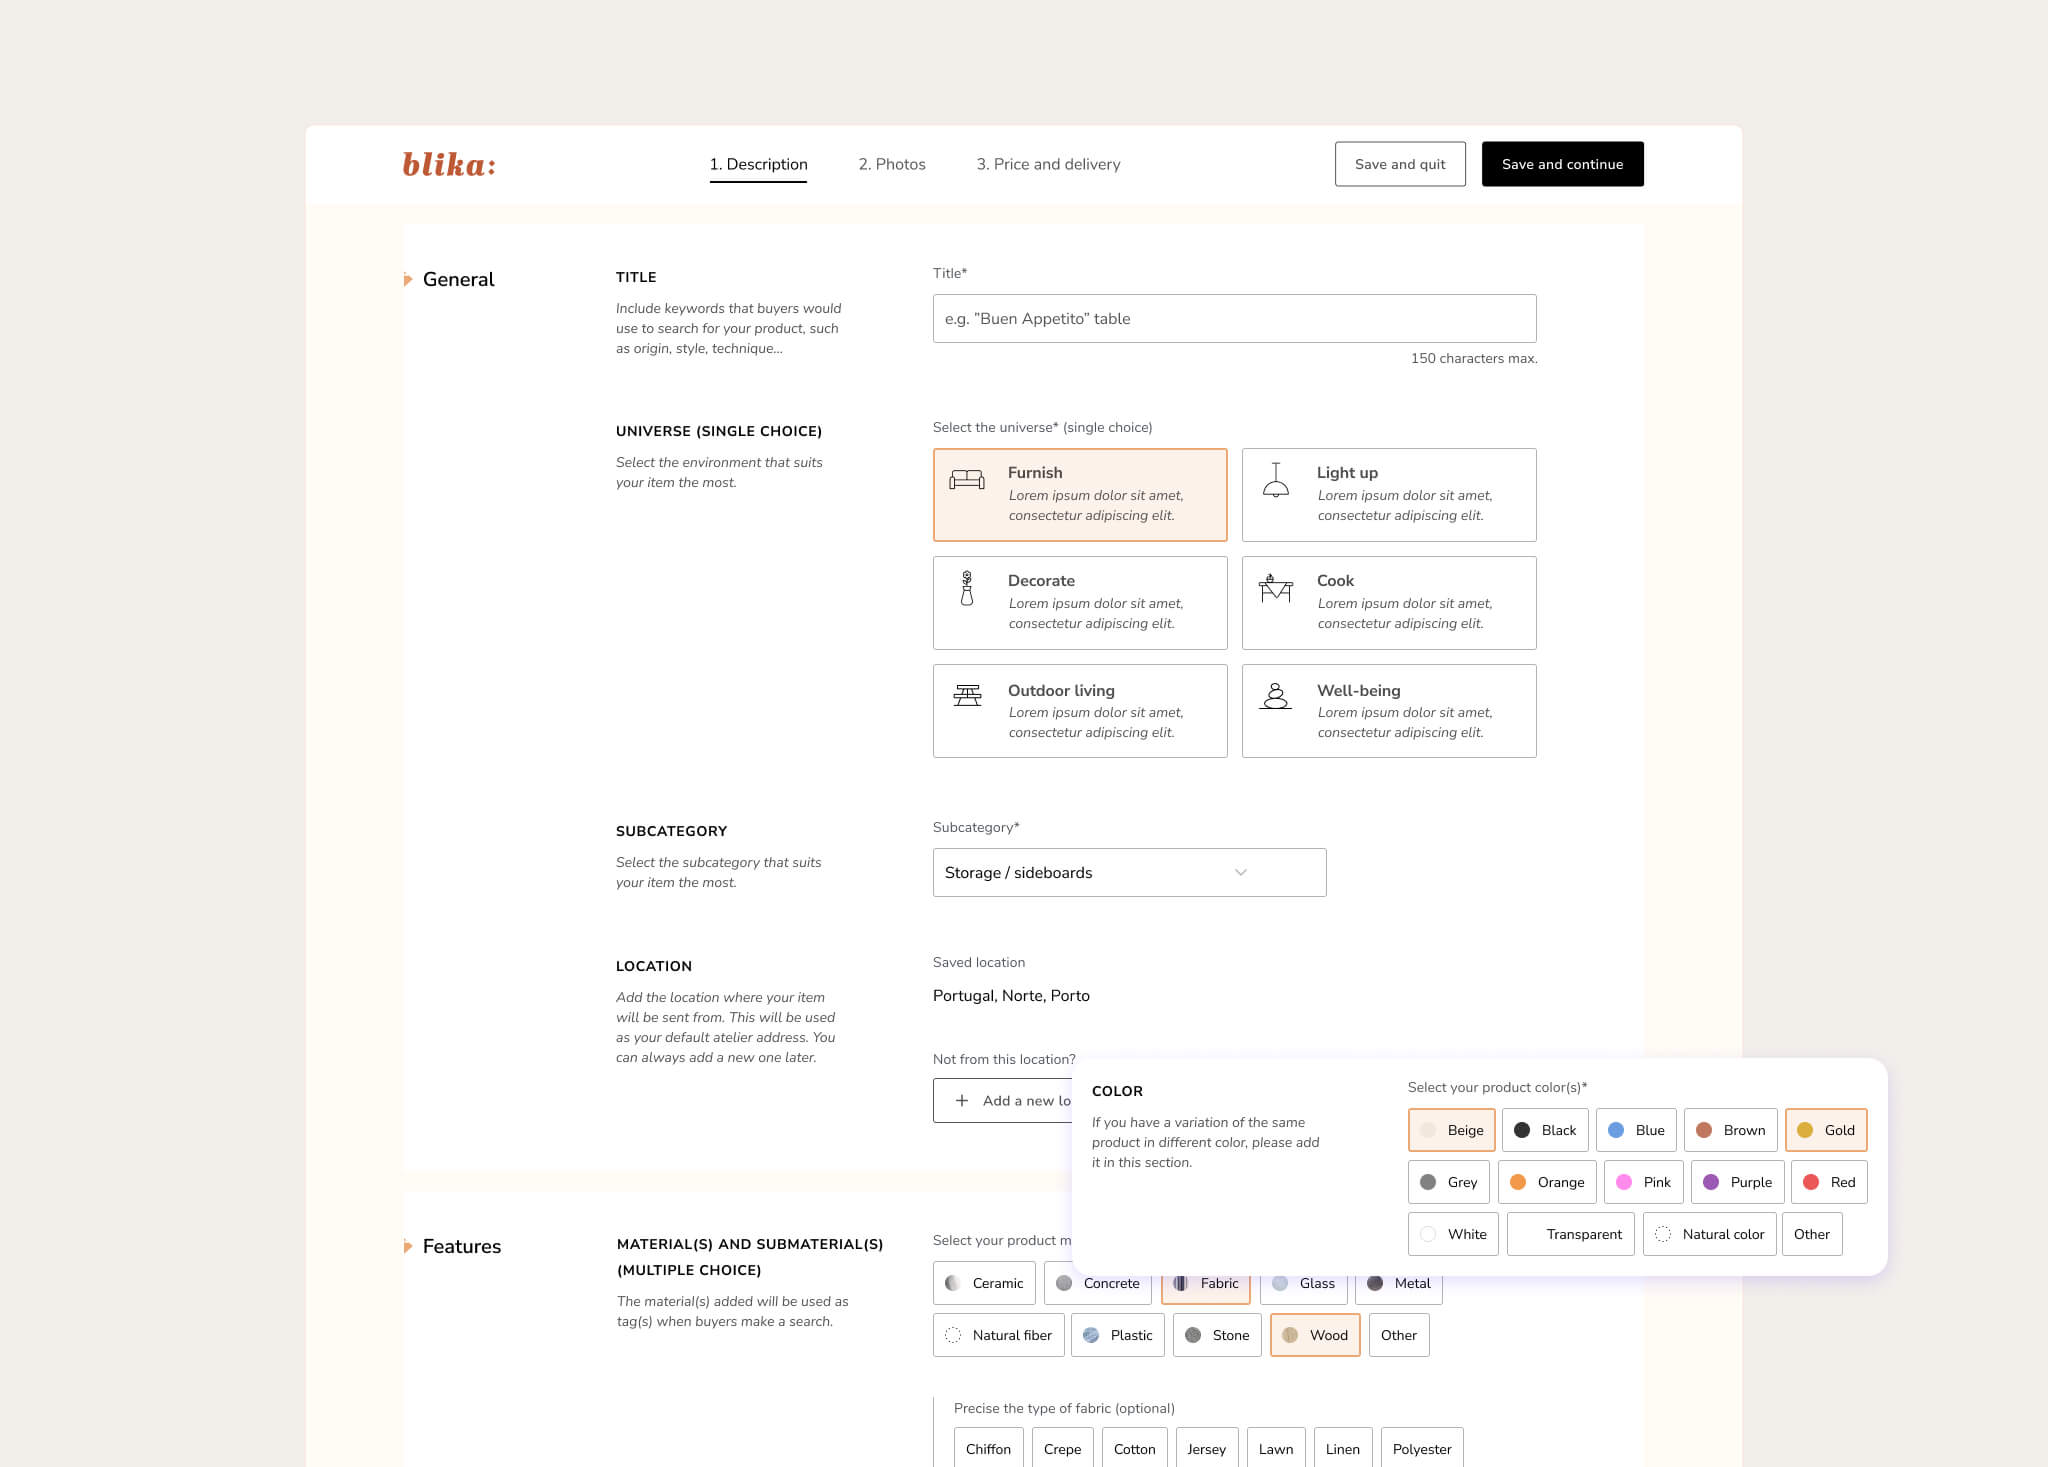 blika:
1. Description
2. Photos
3. Price and delivery
Save and quit
Save and continue
General
TITLE
Include keywords that buyers would
use to search for your product, such
as origin, style, technique...
Title*
e.g. ”Buen Appetito” table
150 characters max.
UNIVERSE (SINGLE CHOICE)
Select the environment that suits
your item the most.
Select the universe* (single choice)
Furnish
Lorem ipsum dolor sit amet,
consectetur adipiscing elit.
Light up
Lorem ipsum dolor sit amet,
consectetur adipiscing elit.
Decorate
Lorem ipsum dolor sit amet,
consectetur adipiscing elit.
Cook
Lorem ipsum dolor sit amet,
consectetur adipiscing elit.
Outdoor living
Lorem ipsum dolor sit amet,
consectetur adipiscing elit.
Well-being
Lorem ipsum dolor sit amet,
consectetur adipiscing elit.
SUBCATEGORY
Select the subcategory that suits
your item the most.
Subcategory*
Storage / sideboards
LOCATION
Add the location where your item
will be sent from. This will be used
as your default atelier address. You
can always add a new one later.
Saved location
Portugal, Norte, Porto
Not from this location?
+ Add a new lo
COLOR
If you have a variation of the same
product in different color, please add
it in this section.
Select your product color(s)*
Beige
Black
Blue
Brown
Gold
Grey
Orange
Pink
Purple
Red
White
Transparent
Natural color
Other
Features
MATERIAL(S) AND SUBMATERIAL(S)
(MULTIPLE CHOICE)
The material(s) added will be used as
tag(s) when buyers make a search.
Select your product m
Ceramic
Concrete
Fabric
Glass
Metal
Natural fiber
Plastic
Stone
Wood
Other
Precise the type of fabric (optional)
Chiffon
Crepe
Cotton
Jersey
Lawn
Linen
Polyester